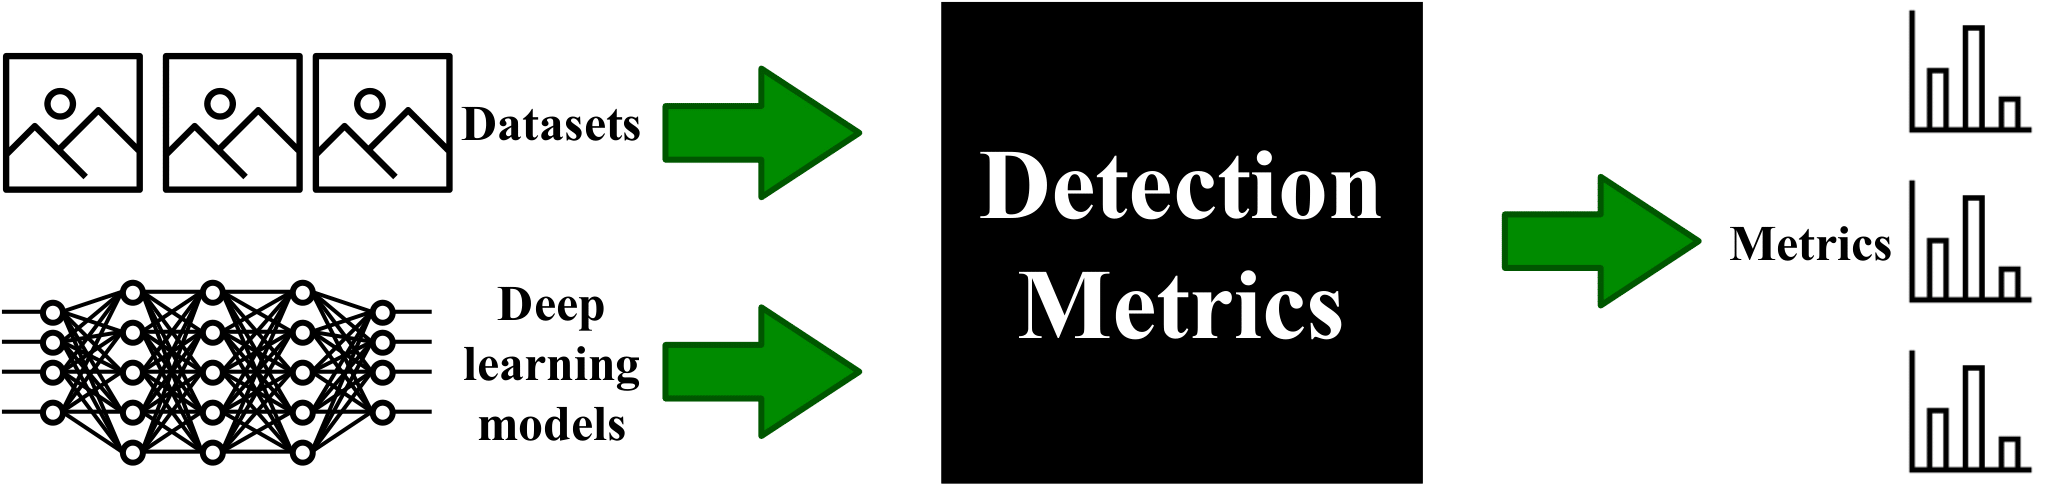 Datasets
Deep
learning
models
Detection
Metrics
Metrics